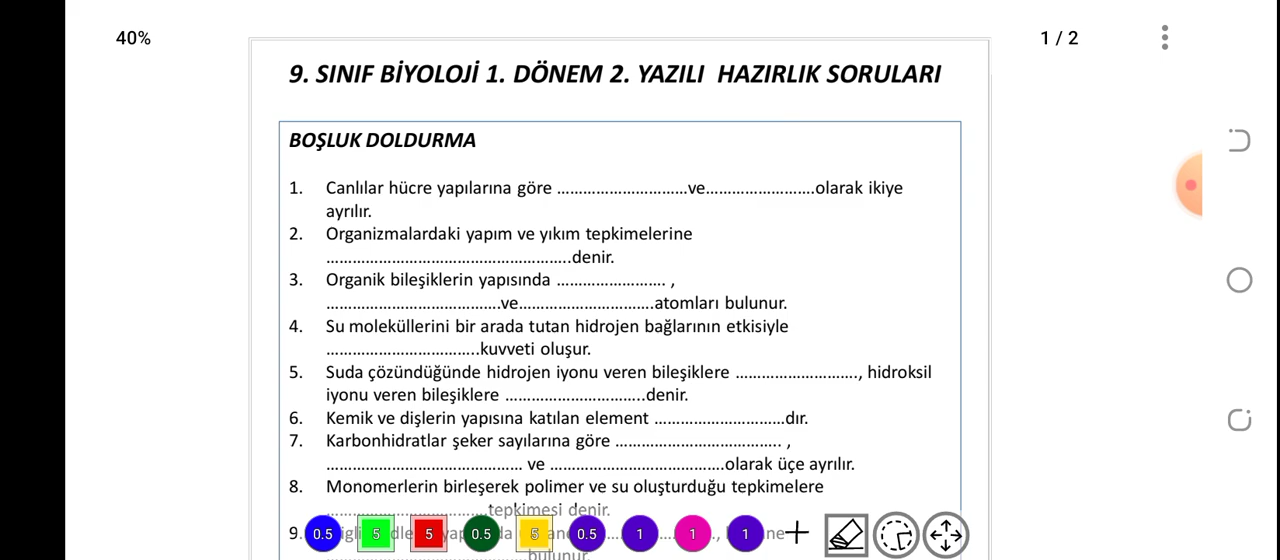 40%
1 / 2
9. SINIF BİYOLOJİ 1. DÖNEM 2. YAZILI HAZIRLIK SORULARI
BOŞLUK DOLDURMA
1. Canlılar hücre yapılarına göre …………………………ve…………………….olarak ikiye
ayrılır.
2. Organizmalardaki yapım ve yıkım tepkimelerine
………………………………………………..denir.
3. Organik bileşiklerin yapısında ……………………. ,
………………………………….ve………………………….atomları bulunur.
4. Su moleküllerini bir arada tutan hidrojen bağlarının etkisiyle
……………………………..kuvveti oluşur.
5. Suda çözündüğünde hidrojen iyonu veren bileşiklere ………………………., hidroksil
iyonu veren bileşiklere …………………………..denir.
6. Kemik ve dişlerin yapısına katılan element …………………………dır.
7. Karbonhidratlar şeker sayılarına göre ……………………………….. ,
……………………………………… ve ………………………………….olarak üçe ayrılır.
8. Monomerlerin birleşerek polimer ve su oluşturduğu tepkimelere
………………………………tepkimesi denir.
9.
……………………………………….bulunur.
0.5 5 5 0.5 5 0.5 1 1 1